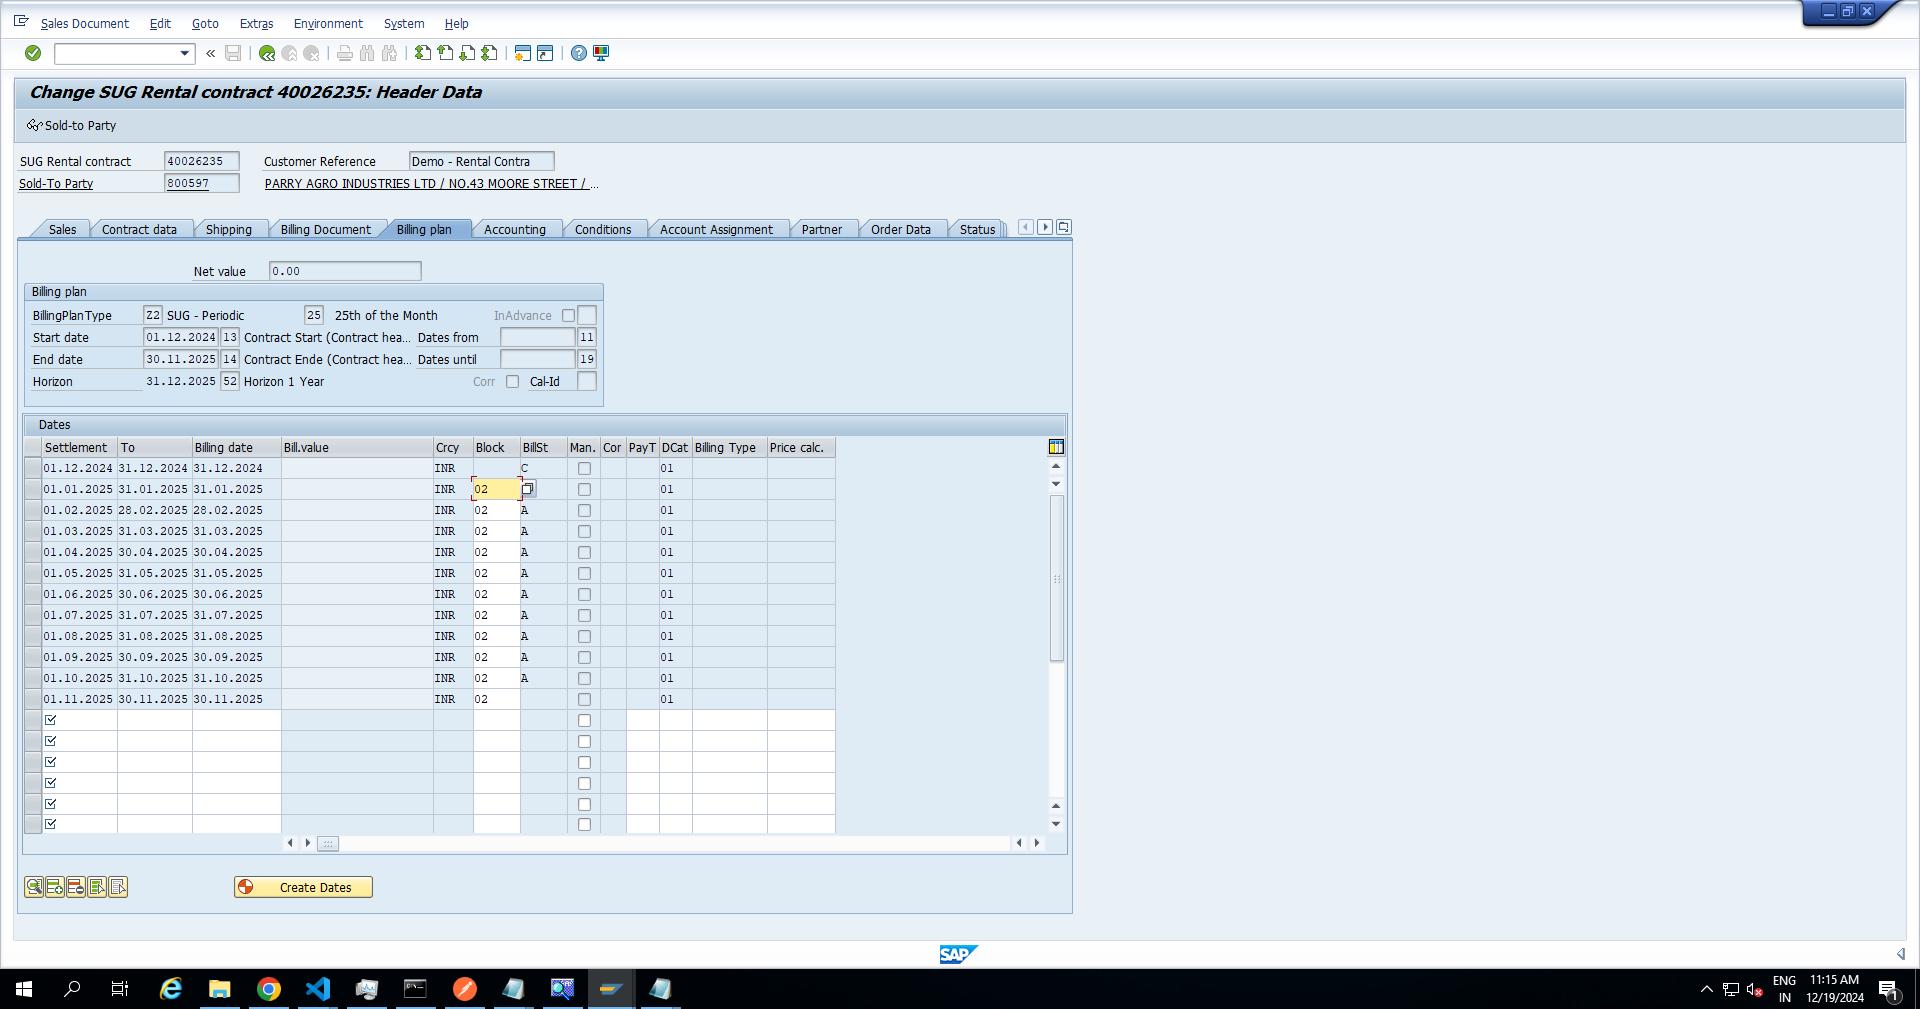 Sales Document Edit Goto Extras Environment System Help
Change SUG Rental contract 40026235: Header Data
Sold-to Party
SUG Rental contract 40026235 Customer Reference Demo - Rental Contra
Sold-To Party 800597 PARRY AGRO INDUSTRIES LTD / NO.43 MOORE STREET / ...
Sales Contract data Shipping Billing Document Billing plan Accounting Conditions Account Assignment Partner Order Data Status
Net value 0.00
Billing plan
BillingPlanType Z2 SUG - Periodic 25 25th of the Month InAdvance
Start date 01.12.2024 13 Contract Start (Contract hea... Dates from 11
End date 30.11.2025 14 Contract Ende (Contract hea... Dates until 19
Horizon 31.12.2025 52 Horizon 1 Year Corr Cal-Id
Dates
Settlement To Billing date Bill.value Crcy Block BillSt Man. Cor PayT DCat Billing Type Price calc.
01.12.2024 31.12.2024 31.12.2024 INR C 01
01.01.2025 31.01.2025 31.01.2025 INR 02 01
01.02.2025 28.02.2025 28.02.2025 INR 02 A 01
01.03.2025 31.03.2025 31.03.2025 INR 02 A 01
01.04.2025 30.04.2025 30.04.2025 INR 02 A 01
01.05.2025 31.05.2025 31.05.2025 INR 02 A 01
01.06.2025 30.06.2025 30.06.2025 INR 02 A 01
01.07.2025 31.07.2025 31.07.2025 INR 02 A 01
01.08.2025 31.08.2025 31.08.2025 INR 02 A 01
01.09.2025 30.09.2025 30.09.2025 INR 02 A 01
01.10.2025 31.10.2025 31.10.2025 INR 02 A 01
01.11.2025 30.11.2025 30.11.2025 INR 02 01
Create Dates
SAP
ENG 11:15 AM
IN 12/19/2024 1